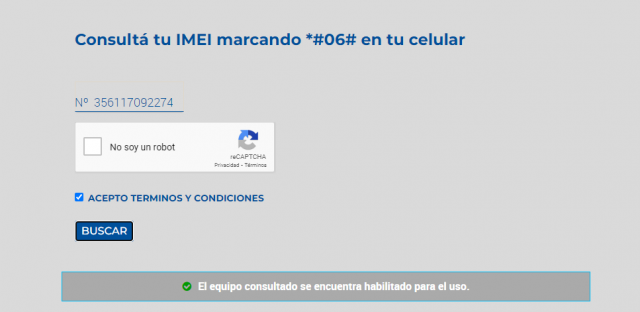 Consultá tu IMEI marcando *#06# en tu celular
Nº 356117092274
No soy un robot
reCAPTCHA
Privacidad - Términos
ACEPTO TERMINOS Y CONDICIONES
BUSCAR
El equipo consultado se encuentra habilitado para el uso.